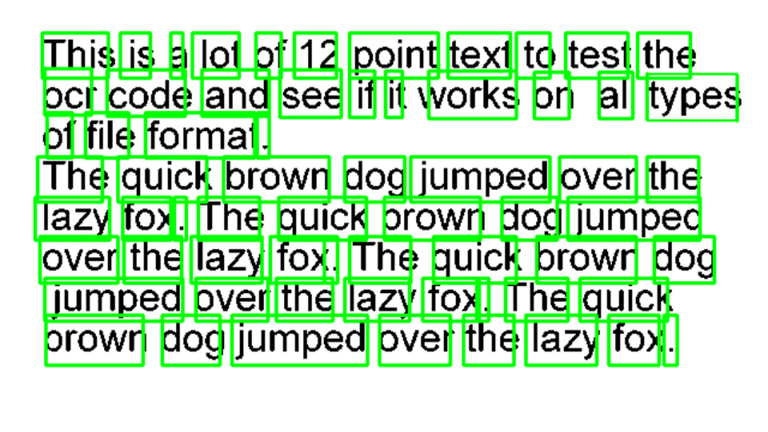 This is a lot of 12 point text to test the
ocr code and see if it works on al types
of file format.
The quick brown dog jumped over the
lazy fox. The quick brown dog jumped
over the lazy fox. The quick brown dog
jumped over the lazy fox. The quick
brown dog jumped over the lazy fox.